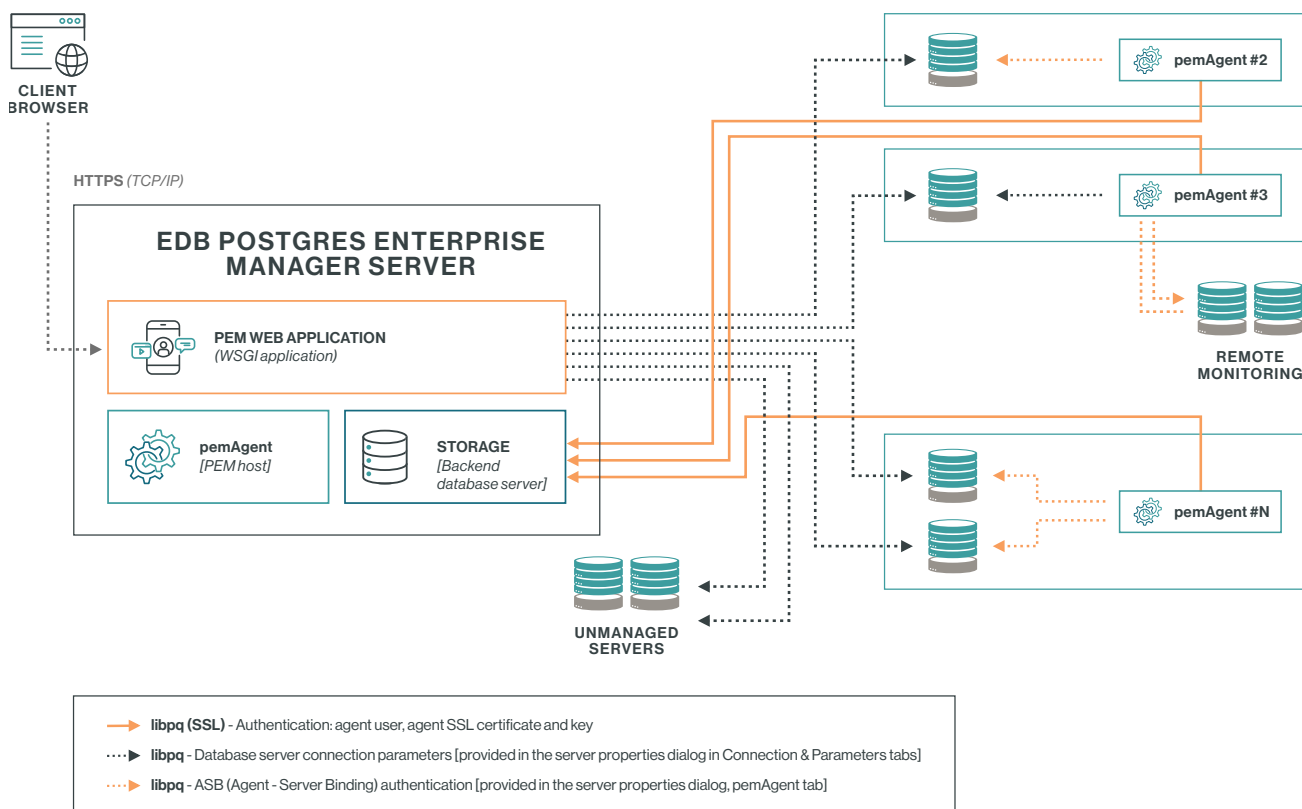 CLIENT
BROWSER
HTTPS (TCP/IP)
EDB POSTGRES ENTERPRISE
MANAGER SERVER
PEM WEB APPLICATION
(WSGI application)
pemAgent
[PEM host]
STORAGE
[Backend
database server]
pemAgent #2
pemAgent #3
REMOTE
MONITORING
pemAgent #N
UNMANAGED
SERVERS
libpq (SSL) - Authentication: agent user, agent SSL certificate and key
libpq - Database server connection parameters [provided in the server properties dialog in Connection & Parameters tabs]
libpq - ASB (Agent - Server Binding) authentication [provided in the server properties dialog, pemAgent tab]